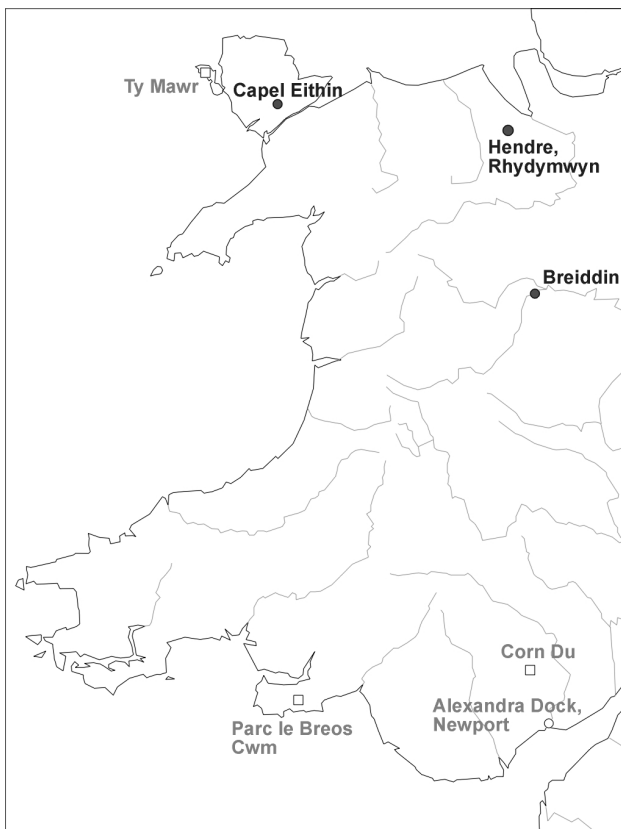 Ty Mawr
Capel Eithin
Hendre,
Rhydymwyn
Breiddin
Corn Du
Alexandra Dock,
Newport
Parc le Breos
Cwm